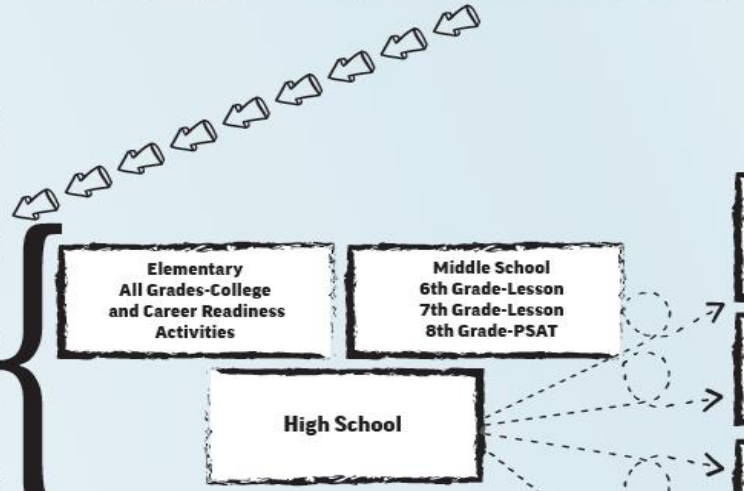 Elementary
All Grades-College
and Career Readiness
Activities
Middle School
6th Grade-Lesson
7th Grade-Lesson
8th Grade-PSAT
High School